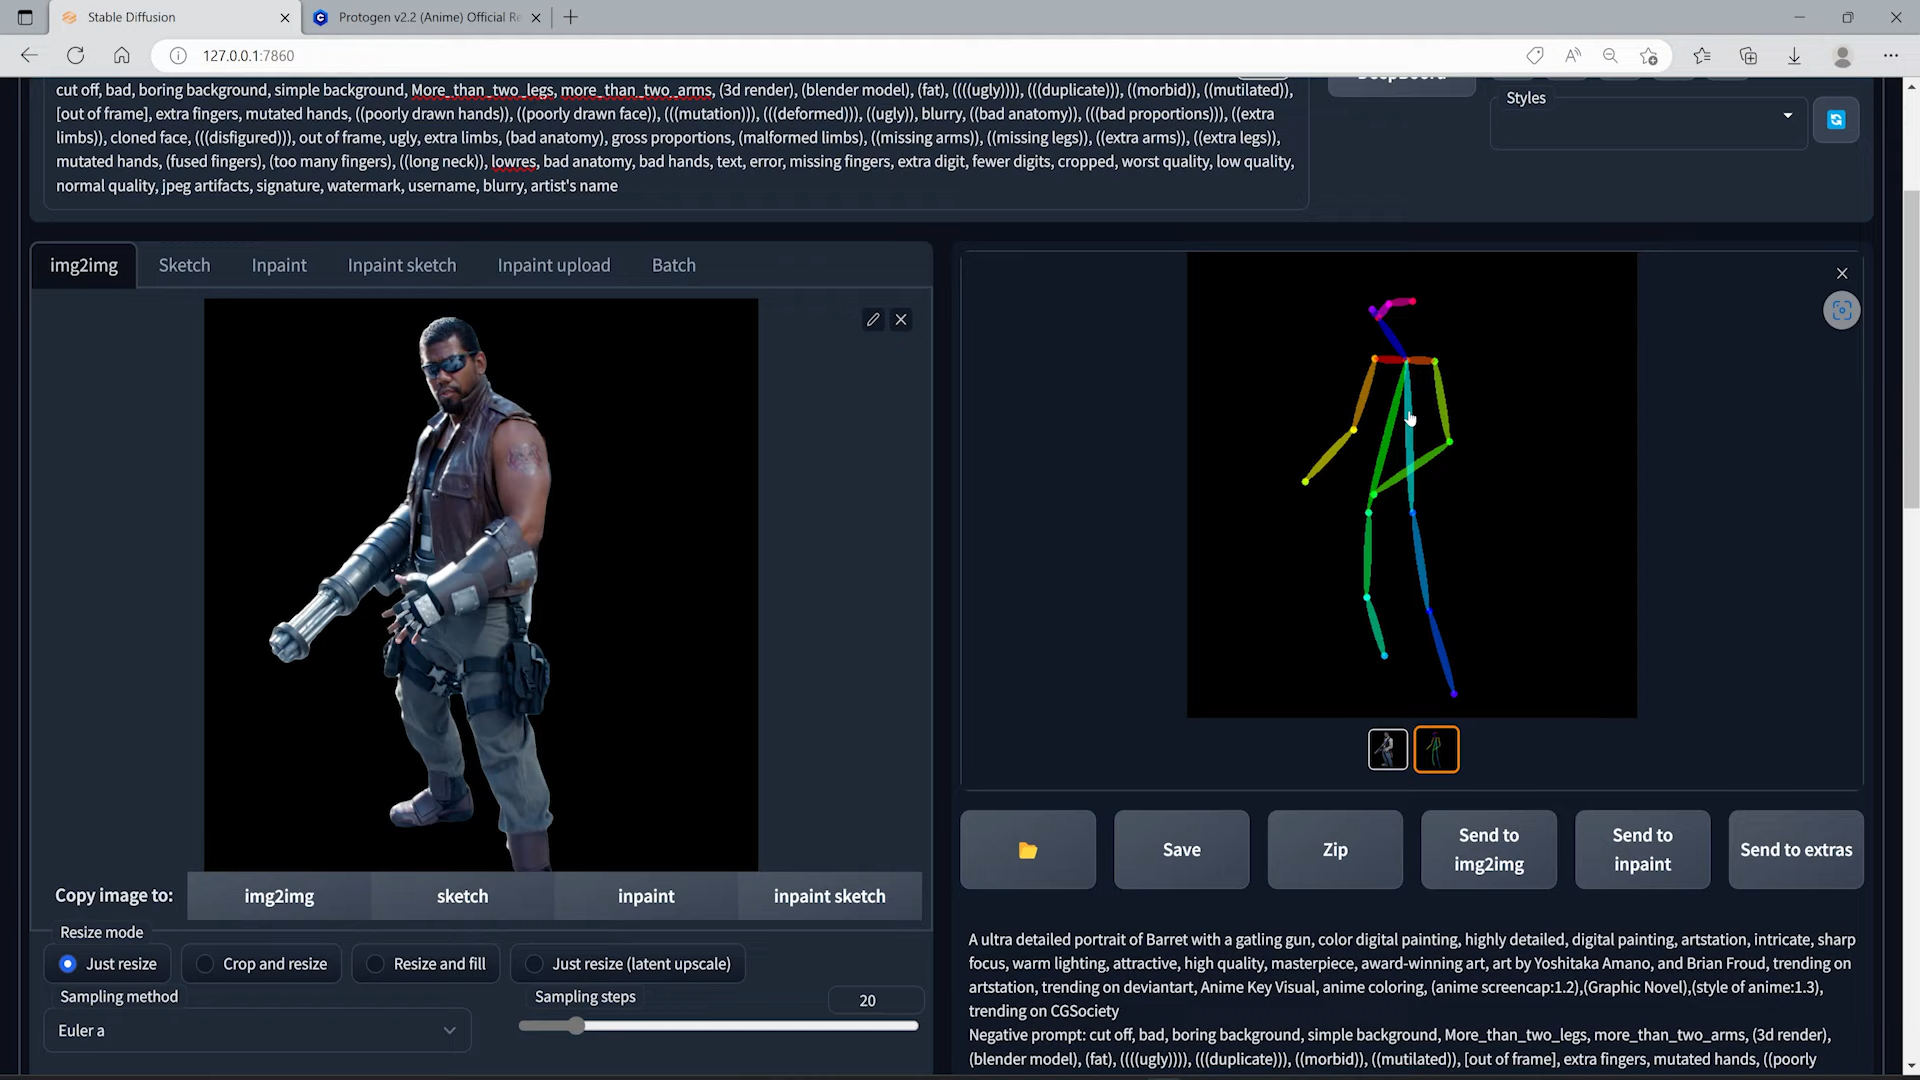 Stable Diffusion
Protogen v2.2 (Anime) Official Re
127.0.0.1:7860
cut off, bad, boring background, simple background, More_than_two_legs, more_than_two_arms, (3d render), (blender model), (fat), ((((ugly)))), (((duplicate))), ((morbid)), ((mutilated)),
[out of frame], extra fingers, mutated hands, ((poorly drawn hands)), ((poorly drawn face)), (((mutation))), (((deformed))), ((ugly)), blurry, ((bad anatomy)), (((bad proportions))), ((extra
limbs)), cloned face, (((disfigured))), out of frame, ugly, extra limbs, (bad anatomy), gross proportions, (malformed limbs), ((missing arms)), ((missing legs)), ((extra arms)), ((extra legs)),
mutated hands, (fused fingers), (too many fingers), ((long neck)), lowres, bad anatomy, bad hands, text, error, missing fingers, extra digit, fewer digits, cropped, worst quality, low quality,
normal quality, jpeg artifacts, signature, watermark, username, blurry, artist's name
Styles
img2img
Sketch
Inpaint
Inpaint sketch
Inpaint upload
Batch
Copy image to:
img2img
sketch
inpaint
inpaint sketch
Resize mode
Just resize
Crop and resize
Resize and fill
Just resize (latent upscale)
Sampling method
Euler a
Sampling steps
20
Save
Zip
Send to
img2img
Send to
inpaint
Send to extras
A ultra detailed portrait of Barret with a gatling gun, color digital painting, highly detailed, digital painting, artstation, intricate, sharp
focus, warm lighting, attractive, high quality, masterpiece, award-winning art, art by Yoshitaka Amano, and Brian Froud, trending on
artstation, trending on deviantart, Anime Key Visual, anime coloring, (anime screencap:1.2),(Graphic Novel),(style of anime:1.3),
trending on CGSociety
Negative prompt: cut off, bad, boring background, simple background, More_than_two_legs, more_than_two_arms, (3d render),
(blender model), (fat), ((((ugly)))), (((duplicate))), ((morbid)), ((mutilated)), [out of frame], extra fingers, mutated hands, ((poorly